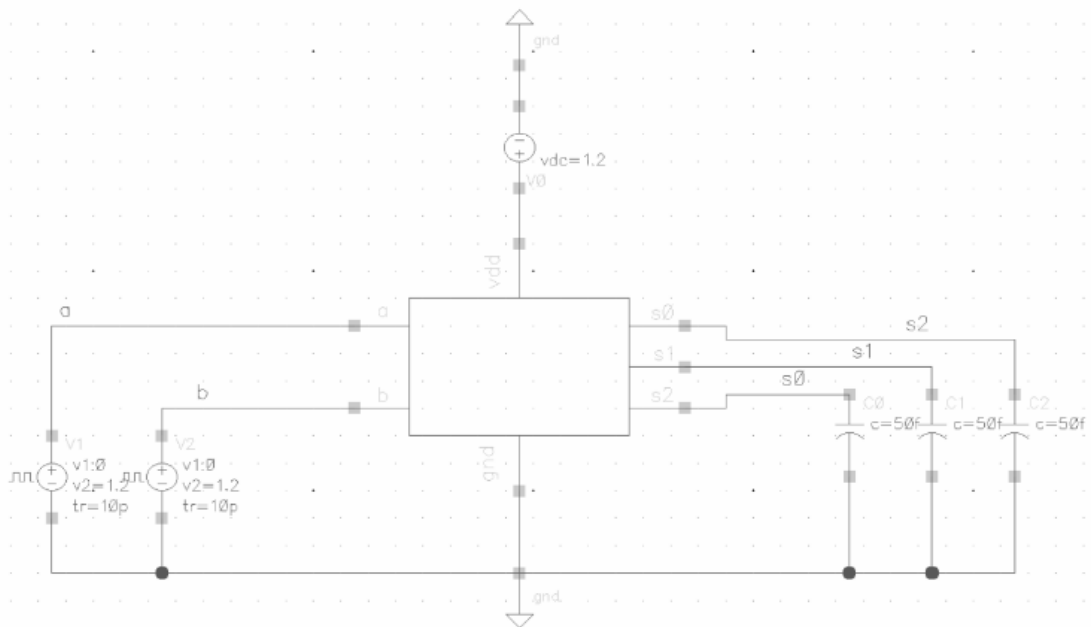 gnd
vdc=1.2
V0
vdd
a
a
s0
s2
s1
s1
b
b
s2
s0
C0
C1
C2
c=50f
c=50f
c=50f
V1
V2
v1:0
v1:0
v2=1.2
v2=1.2
tr=10p
tr=10p
gnd
gnd